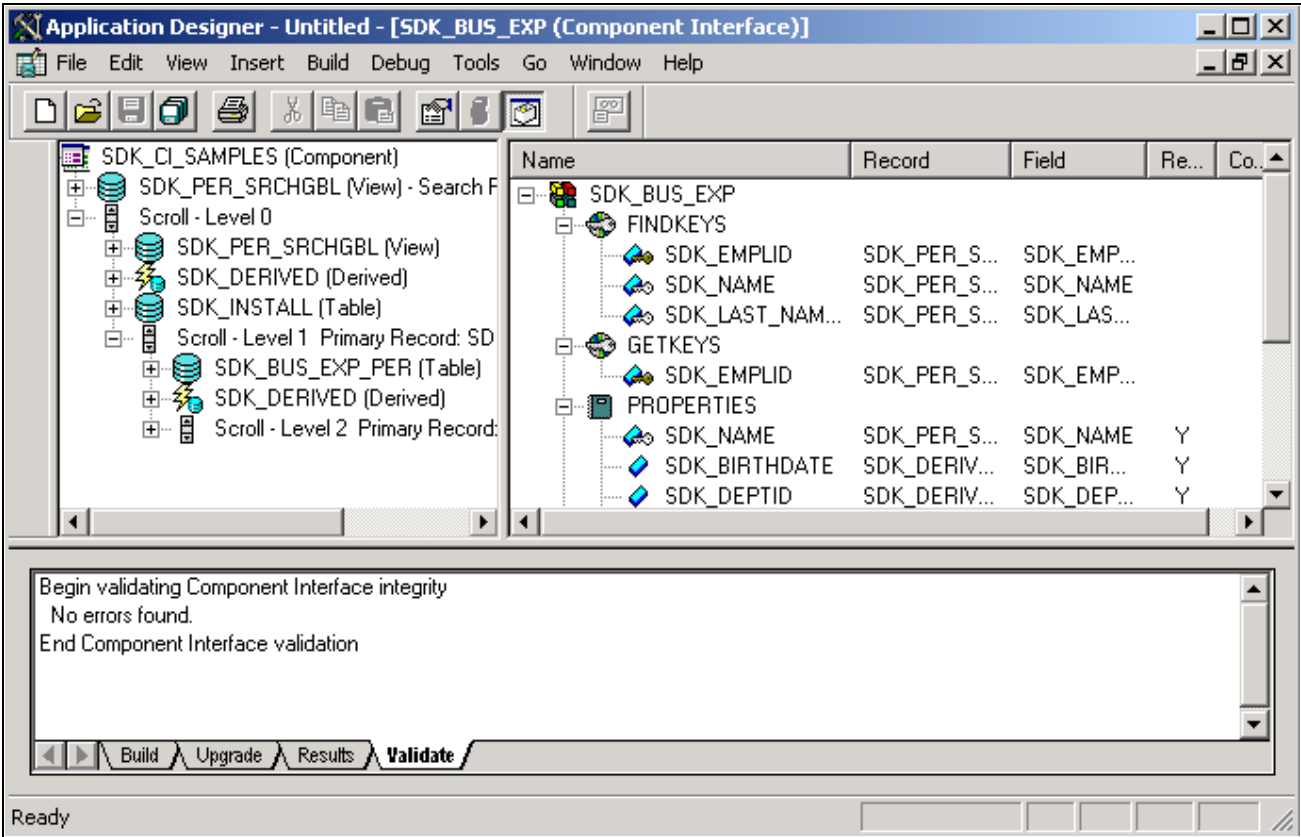 Application Designer - Untitled - [SDK_BUS_EXP (Component Interface)]
File Edit View Insert Build Debug Tools Go Window Help
SDK_CI_SAMPLES (Component)
SDK_PER_SRCHGBL (View) - Search F
Scroll - Level 0
SDK_PER_SRCHGBL (View)
SDK_DERIVED (Derived)
SDK_INSTALL (Table)
Scroll - Level 1 Primary Record: SD
SDK_BUS_EXP_PER (Table)
SDK_DERIVED (Derived)
Scroll - Level 2 Primary Record:
Name Record Field Re... Co...
SDK_BUS_EXP
FINDKEYS
SDK_EMPLID SDK_PER_S... SDK_EMP...
SDK_NAME SDK_PER_S... SDK_NAME
SDK_LAST_NAM... SDK_PER_S... SDK_LAS...
GETKEYS
SDK_EMPLID SDK_PER_S... SDK_EMP...
PROPERTIES
SDK_NAME SDK_PER_S... SDK_NAME Y
SDK_BIRTHDATE SDK_DERIV... SDK_BIR... Y
SDK_DEPTID SDK_DERIV... SDK_DEP... Y
Begin validating Component Interface integrity
No errors found.
End Component Interface validation
Build Upgrade Results Validate
Ready